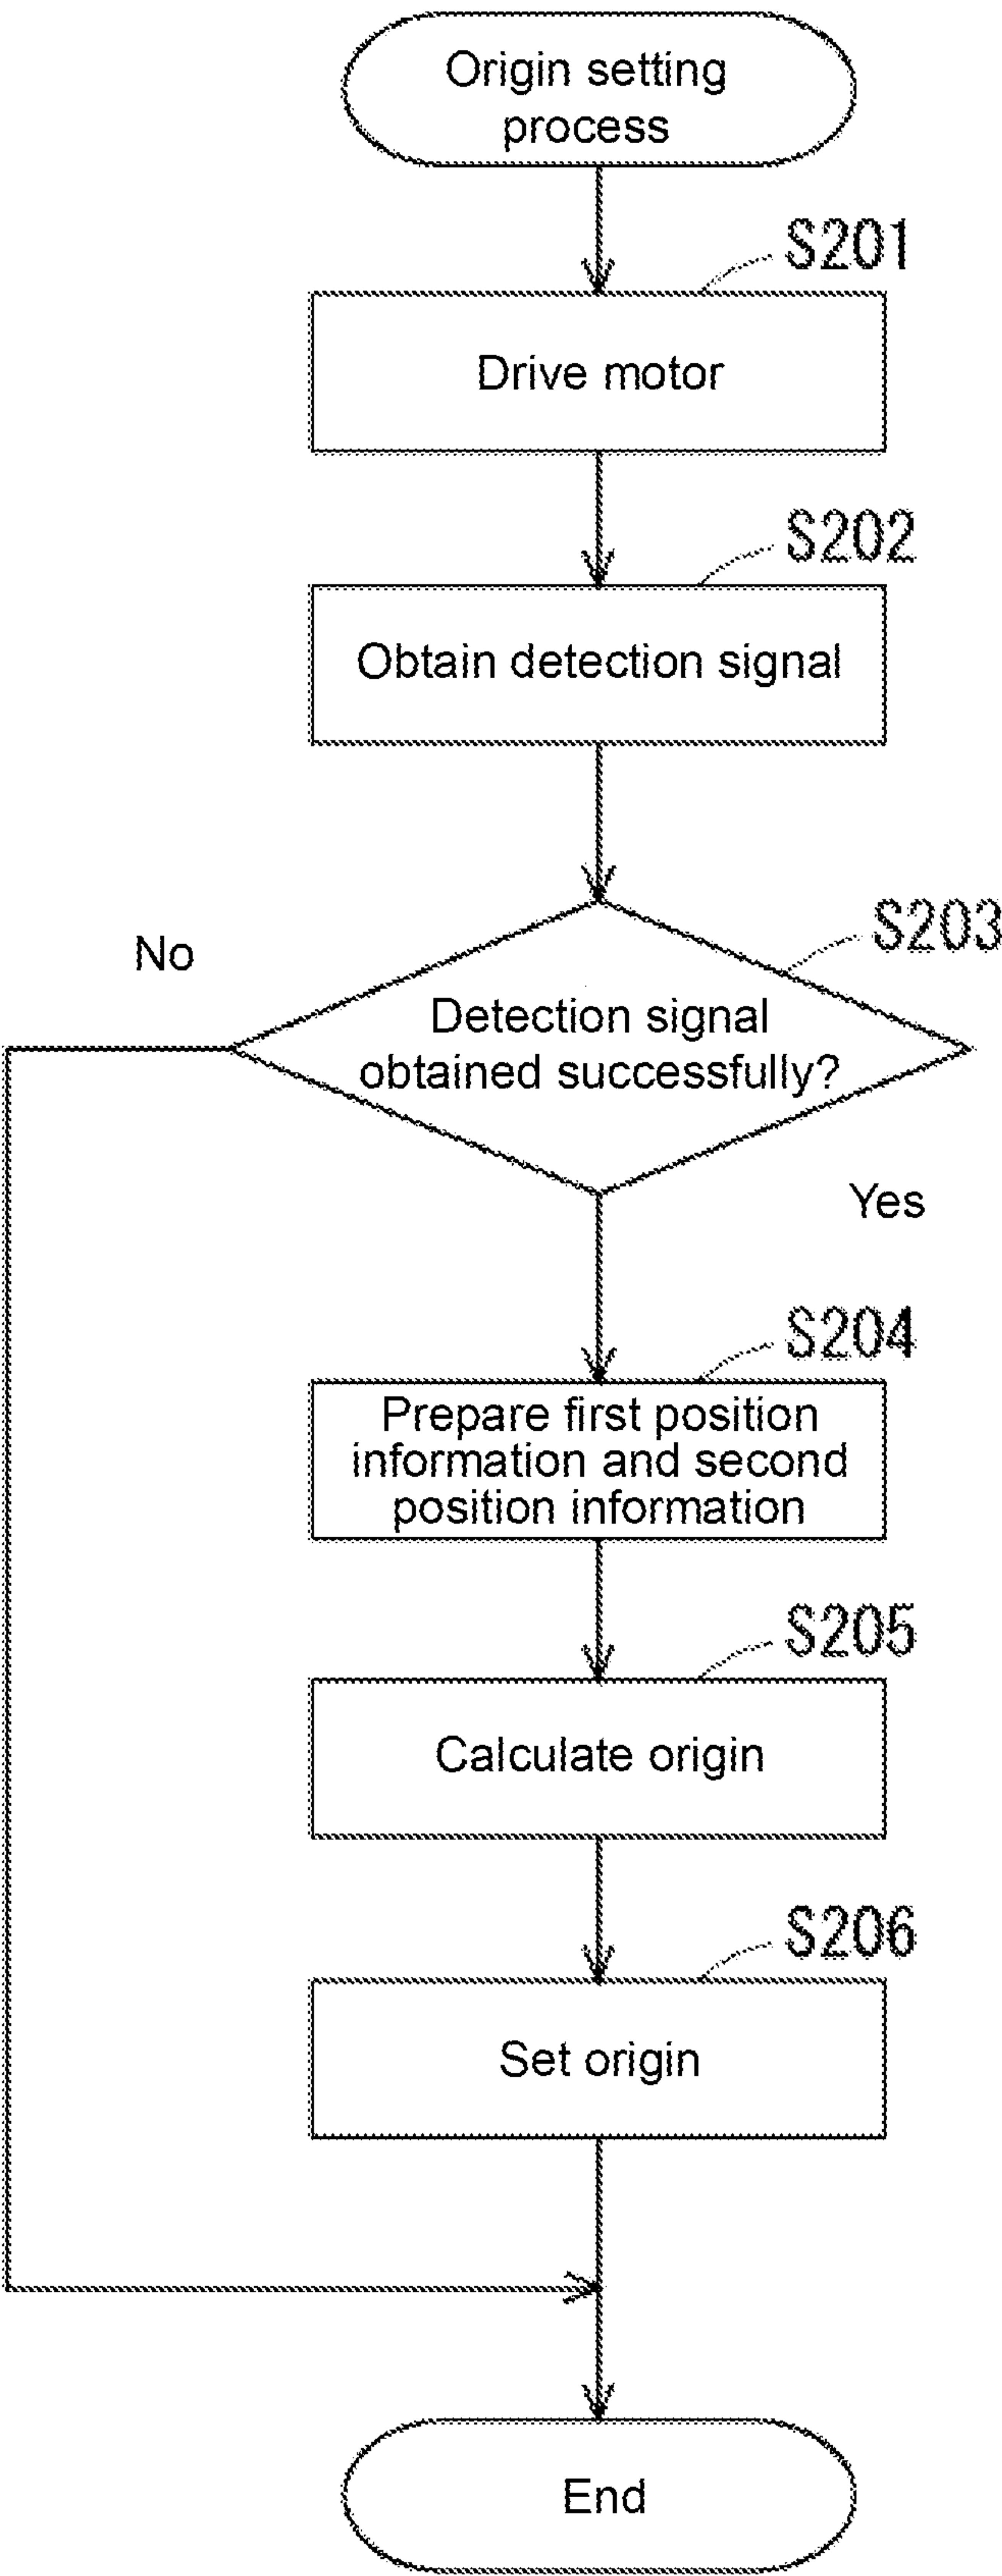 Origin setting
process
S201
Drive motor
S202
Obtain detection signal
S203
No
Detection signal
obtained successfully?
Yes
S204
Prepare first position
information and second
position information
S205
Calculate origin
S206
Set origin
End